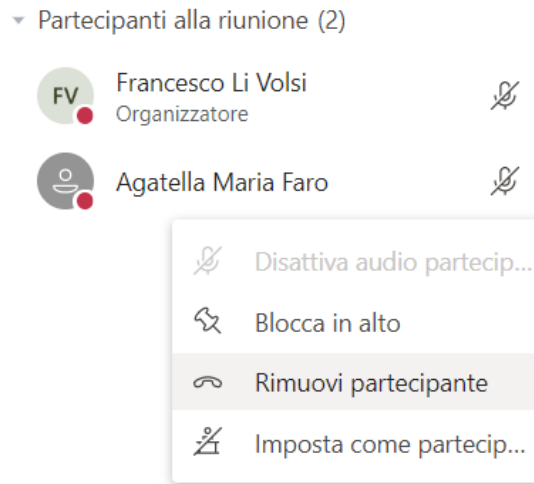 Partecipanti alla riunione (2)
FV
Francesco Li Volsi
Organizzatore
Agatella Maria Faro
Disattiva audio partecip...
Blocca in alto
Rimuovi partecipante
Imposta come partecip...